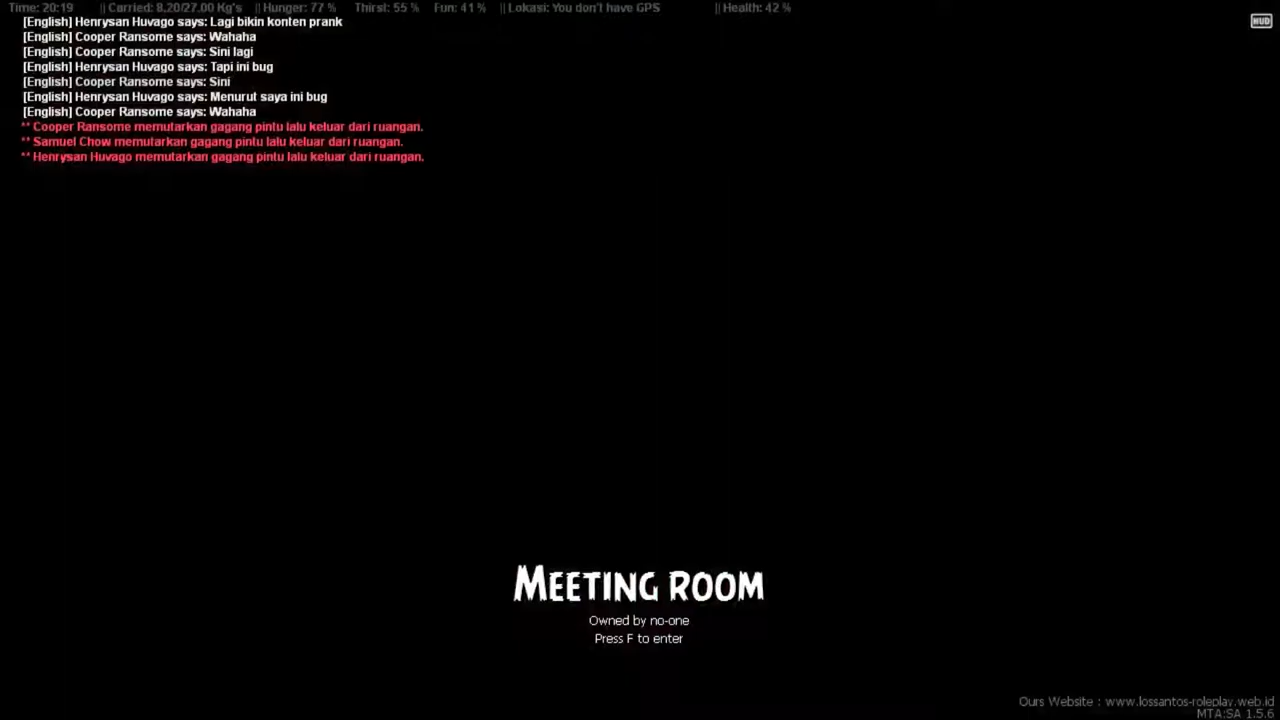 Time: 20:19 || Carried: 8,20/27.00 Kg's || Hunger: 77 % Thirst: 55 % Fun: 41 % || Lokasi: You don't have GPS || Health: 42 %
[English] Henrysan Huvago says: Lagi bikin konten prank
HUD
[English] Cooper Ransome says: Wahaha
[English] Cooper Ransome says: Sini lagi
[English] Henrysan Huvago says: Tapi ini bug
[English] Cooper Ransome says: Sini
[English] Henrysan Huvago says: Menurut saya ini bug
[English] Cooper Ransome says: Wahaha
** Cooper Ransome memutarkan gagang pintu lalu keluar dari ruangan.
** Samuel Chow memutarkan gagang pintu lalu keluar dari ruangan.
** Henrysan Huvago memutarkan gagang pintu lalu keluar dari ruangan.
MEETING ROOM
Owned by no-one
Press F to enter
Ours Website : www.lossantos-roleplay.web.id
MTA:SA 1.5.6